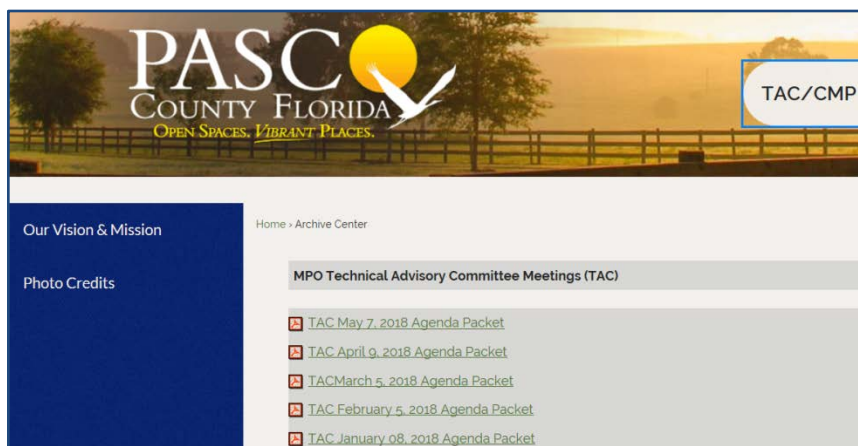 PASCO
COUNTY FLORIDA
OPEN SPACES. VIBRANT PLACES.
TAC/CMP
Our Vision & Mission
Photo Credits
Home › Archive Center
MPO Technical Advisory Committee Meetings (TAC)
TAC May 7, 2018 Agenda Packet
TAC April 9, 2018 Agenda Packet
TACMarch 5, 2018 Agenda Packet
TAC February 5, 2018 Agenda Packet
TAC January 08, 2018 Agenda Packet